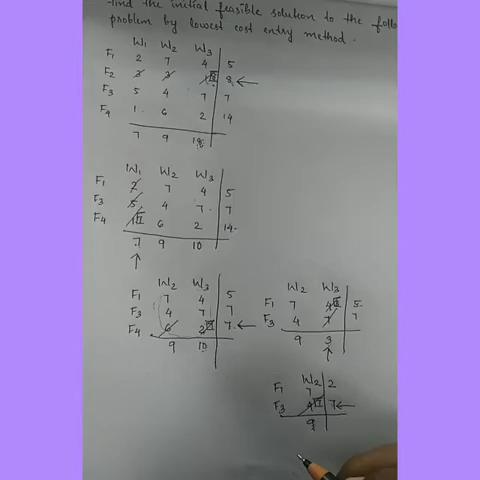 find the initial feasible solution to the follo
problem by lowest cost entry method.
W1 W2 W3
F1 2 7 4 5
F2 3 3 1 8 8 ←
F3 5 4 7 7
F4 1 6 2 14
7 9 18
W1 W2 W3
F1 2 7 4 5
F3 5 4 7 7
F4 1 7 6 2 14
7 9 10
↑
W2 W3
F1 7 4 5
F3 4 7 7
F4 6 2 7 7 ←
9 10
W2 W3
F1 7 4 3 5
F3 4 7 7
9 3
↑
W2
F1 7 2
F3 4 7 7 ←
9